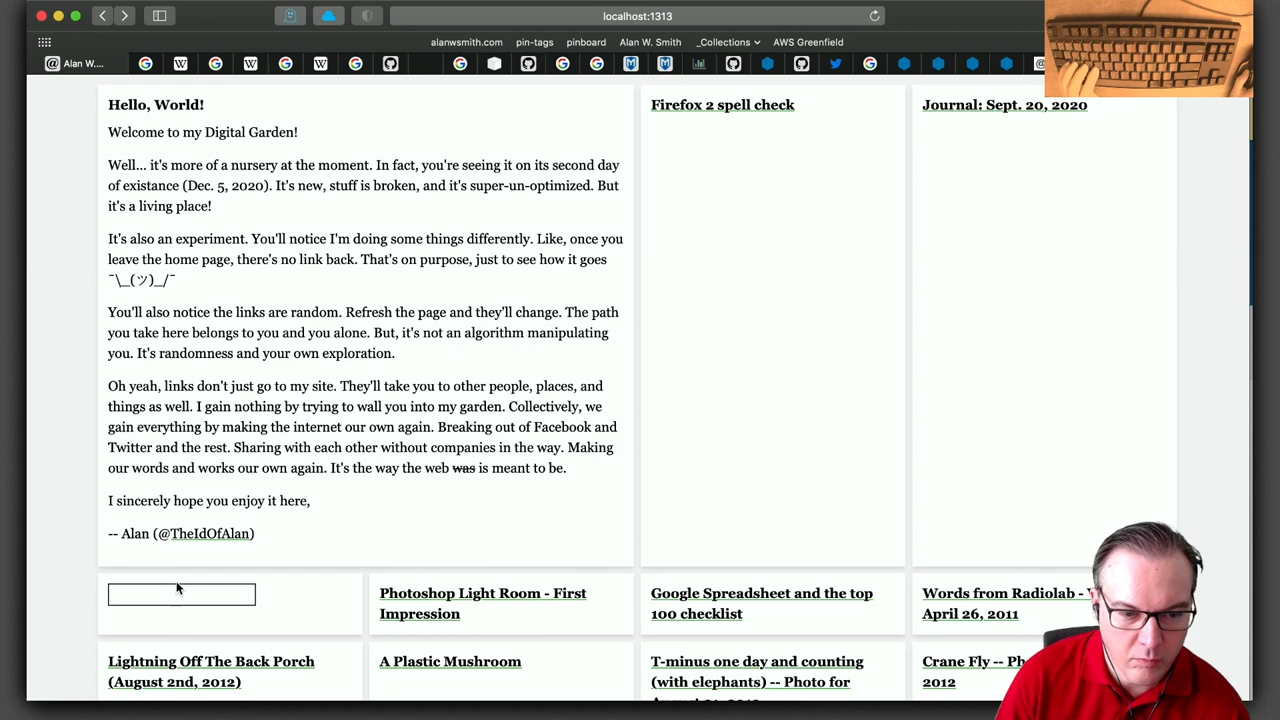 localhost:1313
alanwsmith.com pin-tags pinboard Alan W. Smith _Collections AWS Greenfield
Alan W....
Hello, World!
Welcome to my Digital Garden!
Well... it's more of a nursery at the moment. In fact, you're seeing it on its second day
of existance (Dec. 5, 2020). It's new, stuff is broken, and it's super-un-optimized. But
it's a living place!
It's also an experiment. You'll notice I'm doing some things differently. Like, once you
leave the home page, there's no link back. That's on purpose, just to see how it goes
¯\_(ツ)_/¯
You'll also notice the links are random. Refresh the page and they'll change. The path
you take here belongs to you and you alone. But, it's not an algorithm manipulating
you. It's randomness and your own exploration.
Oh yeah, links don't just go to my site. They'll take you to other people, places, and
things as well. I gain nothing by trying to wall you into my garden. Collectively, we
gain everything by making the internet our own again. Breaking out of Facebook and
Twitter and the rest. Sharing with each other without companies in the way. Making
our words and works our own again. It's the way the web was is meant to be.
I sincerely hope you enjoy it here,
-- Alan (@TheIdOfAlan)
Firefox 2 spell check
Journal: Sept. 20, 2020
Photoshop Light Room - First
Impression
Google Spreadsheet and the top
100 checklist
Words from Radiolab -
April 26, 2011
Lightning Off The Back Porch
(August 2nd, 2012)
A Plastic Mushroom
T-minus one day and counting
(with elephants) -- Photo for
Crane Fly -- Ph
2012